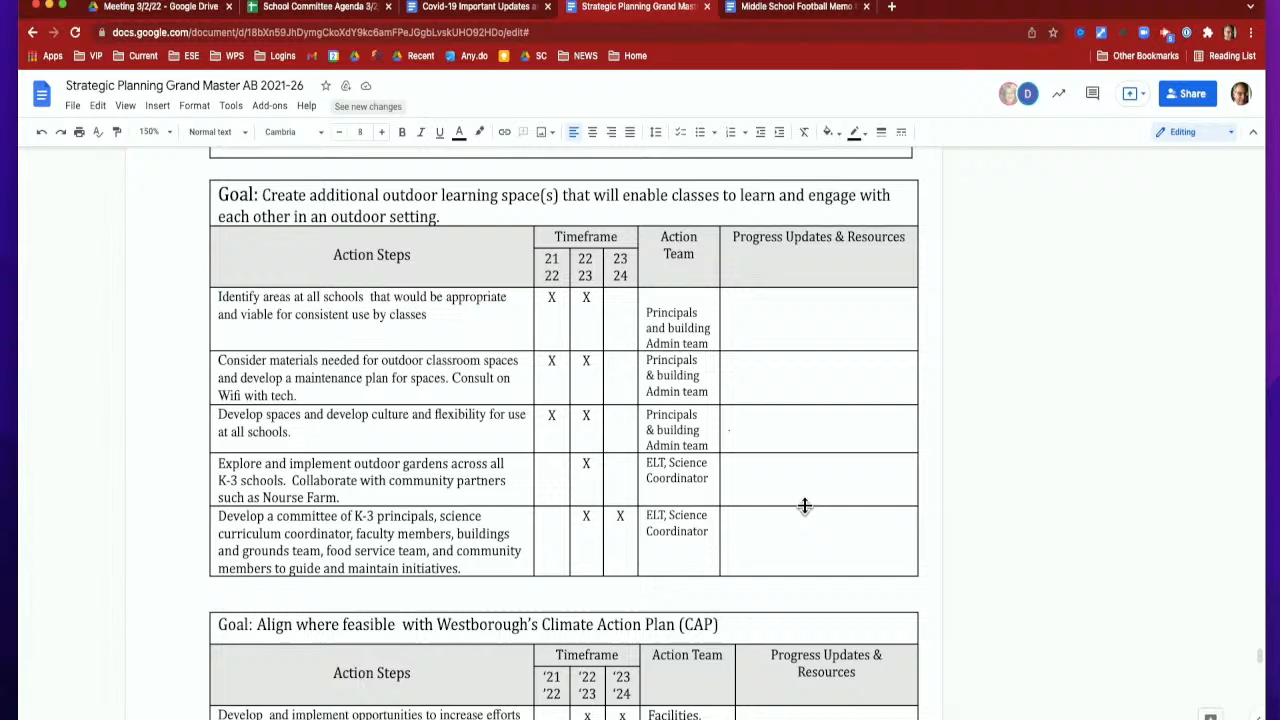 Meeting 3/2/22 - Google Drive
School Committee Agenda 3/2
Covid-19 Important Updates a
Strategic Planning Grand Mast
Middle School Football Memo
docs.google.com/document/d/18bXn59JhDymgCkoXdY9kc6amFPeJGgbLvskUHO92HDo/edit#
Apps VIP Current ESE WPS Logins Recent Any.do SC NEWS Home Other Bookmarks Reading List
Strategic Planning Grand Master AB 2021-26
File Edit View Insert Format Tools Add-ons Help See new changes
D
Share
150% Normal text Cambria 8 Editing
Goal: Create additional outdoor learning space(s) that will enable classes to learn and engage with
each other in an outdoor setting.
Action Steps
Timeframe
21
22
22
23
23
24
Action
Team
Progress Updates & Resources
Identify areas at all schools that would be appropriate
and viable for consistent use by classes
X X
Principals
and building
Admin team
Consider materials needed for outdoor classroom spaces
and develop a maintenance plan for spaces. Consult on
Wifi with tech.
X X
Principals
& building
Admin team
Develop spaces and develop culture and flexibility for use
at all schools.
X X
Principals
& building
Admin team
Explore and implement outdoor gardens across all
K-3 schools. Collaborate with community partners
such as Nourse Farm.
X
ELT, Science
Coordinator
Develop a committee of K-3 principals, science
curriculum coordinator, faculty members, buildings
and grounds team, food service team, and community
members to guide and maintain initiatives.
X X
ELT, Science
Coordinator
Goal: Align where feasible with Westborough's Climate Action Plan (CAP)
Action Steps
Timeframe
'21
'22
'22
'23
'23
'24
Action Team
Progress Updates &
Resources
Develop and implement opportunities to increase efforts
x x
Facilities,